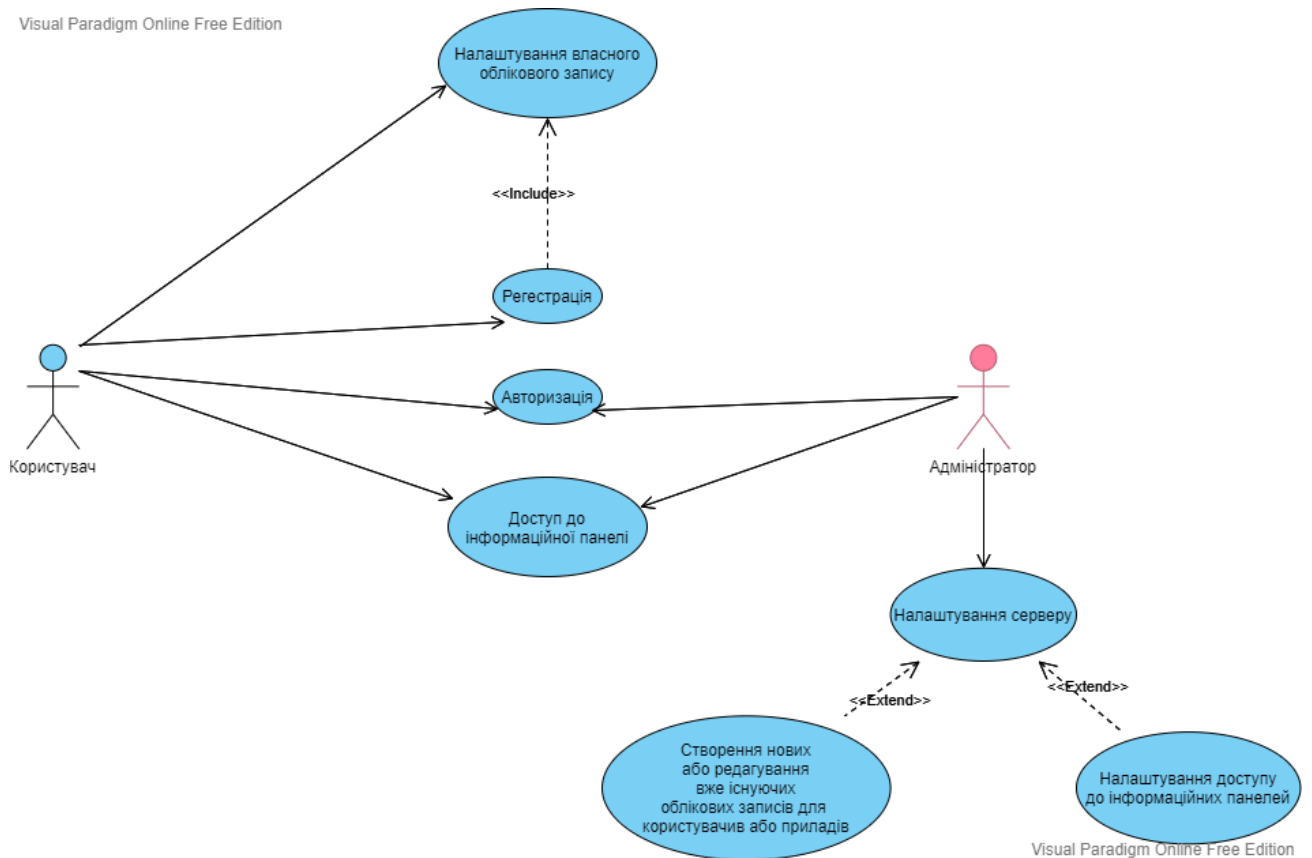 Visual Paradigm Online Free Edition
Налаштування власного
облікового запису
<<Include>>
Регестрація
Авторизація
Користувач
Адміністратор
Доступ до
інформаційної панелі
Налаштування серверу
<<Extend>>
<<Extend>>
Створення нових
або редагування
вже існуючих
облікових записів для
користувачив або приладів
Налаштування доступу
до інформаційних панелей
Visual Paradigm Online Free Edition